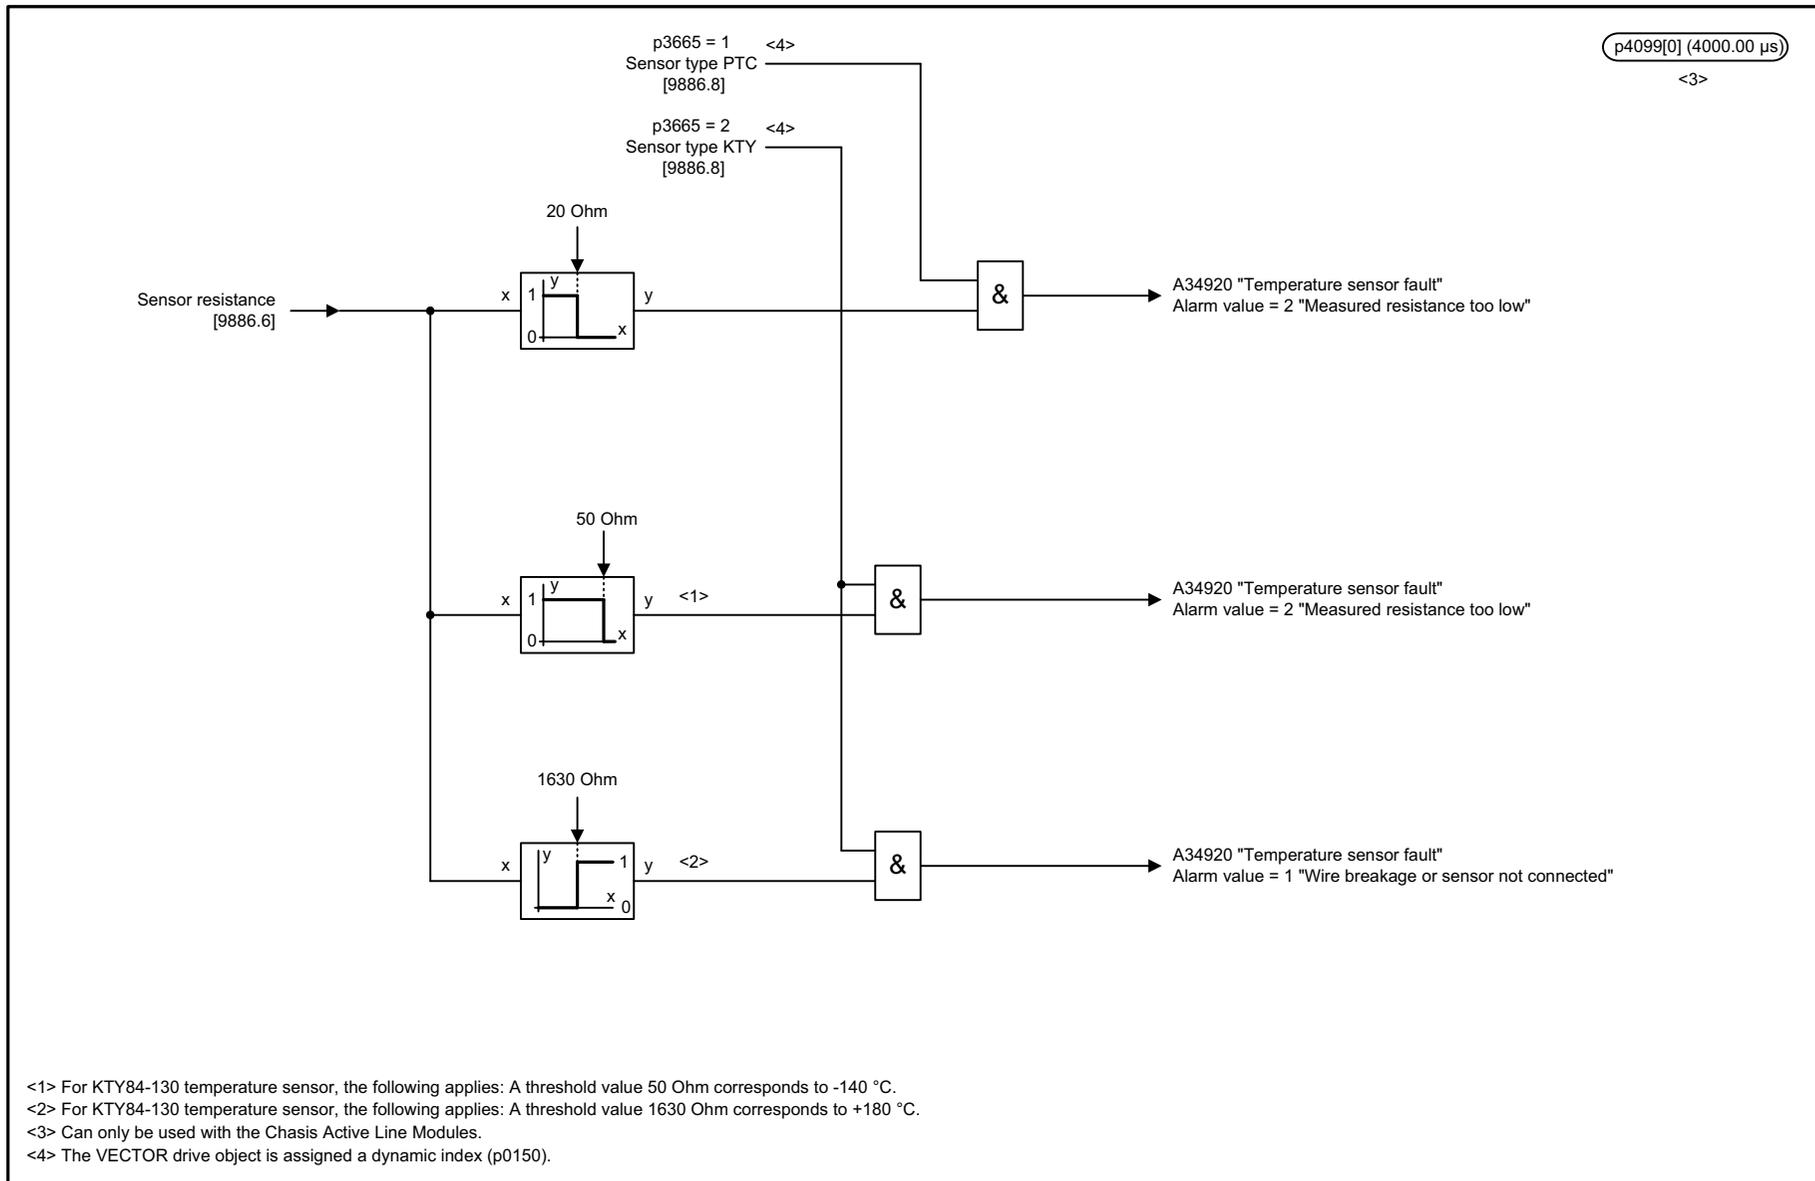 p3665 = 1 <4>
Sensor type PTC
[9886.8]
p4099[0] (4000.00 µs)
<3>
p3665 = 2 <4>
Sensor type KTY
[9886.8]
20 Ohm
Sensor resistance
[9886.6]
x
y
1
0
x
y
&
A34920 "Temperature sensor fault"
Alarm value = 2 "Measured resistance too low"
50 Ohm
x
y
1
0
x
y <1>
&
A34920 "Temperature sensor fault"
Alarm value = 2 "Measured resistance too low"
1630 Ohm
x
y
1
x
0
y <2>
&
A34920 "Temperature sensor fault"
Alarm value = 1 "Wire breakage or sensor not connected"
<1> For KTY84-130 temperature sensor, the following applies: A threshold value 50 Ohm corresponds to -140 °C.
<2> For KTY84-130 temperature sensor, the following applies: A threshold value 1630 Ohm corresponds to +180 °C.
<3> Can only be used with the Chasis Active Line Modules.
<4> The VECTOR drive object is assigned a dynamic index (p0150).